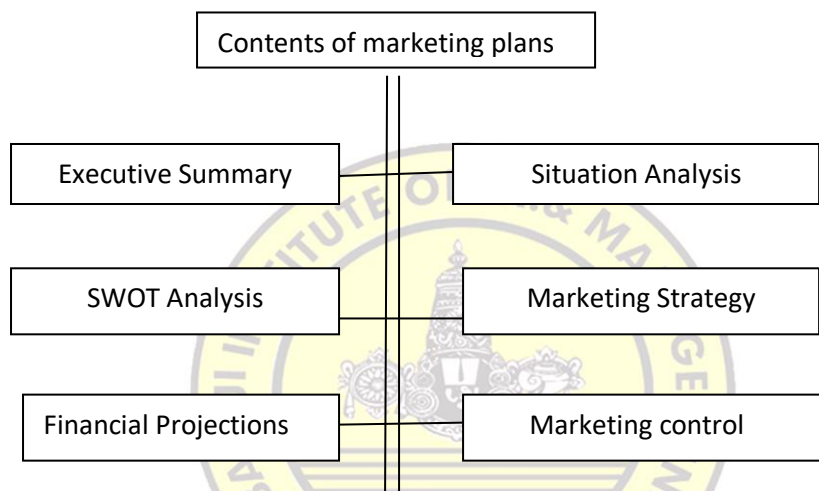 Contents of marketing plans
Executive Summary
Situation Analysis
SWOT Analysis
Marketing Strategy
Financial Projections
Marketing control